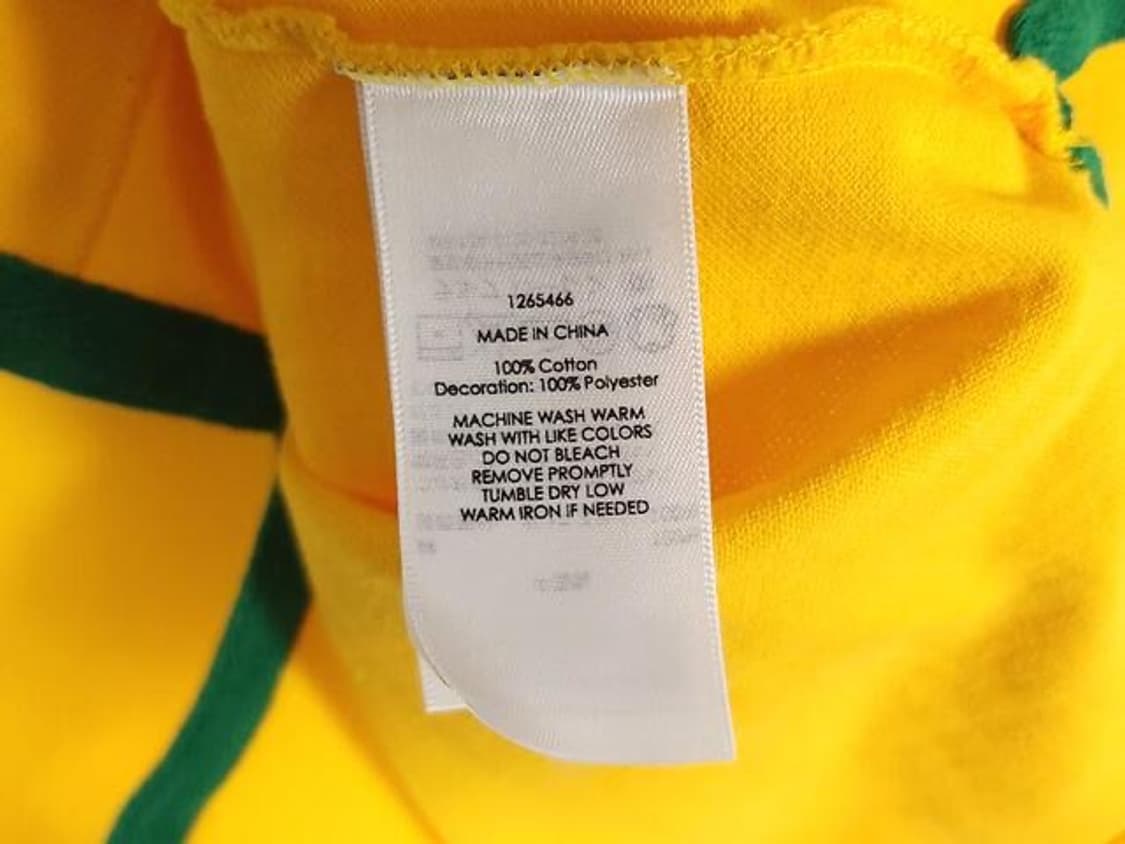 1265466
MADE IN CHINA
100% Cotton
Decoration: 100% Polyester
MACHINE WASH WARM
WASH WITH LIKE COLORS
DO NOT BLEACH
REMOVE PROMPTLY
TUMBLE DRY LOW
WARM IRON IF NEEDED